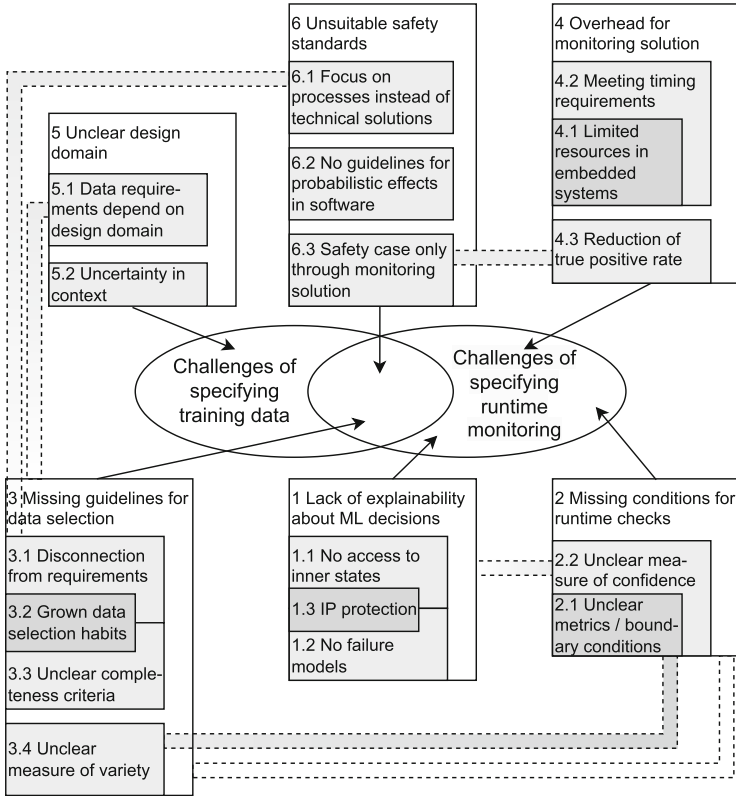 6 Unsuitable safety
standards
6.1 Focus on
processes instead of
technical solutions
6.2 No guidelines for
probabilistic effects
in software
6.3 Safety case only
through monitoring
solution
4 Overhead for
monitoring solution
4.2 Meeting timing
requirements
4.1 Limited
resources in
embedded
systems
4.3 Reduction of
true positive rate
5 Unclear design
domain
5.1 Data require-
ments depend on
design domain
5.2 Uncertainty in
context
Challenges of
specifying
training data
Challenges of
specifying
runtime
monitoring
3 Missing guidelines for
data selection
3.1 Disconnection
from requirements
3.2 Grown data
selection habits
3.3 Unclear comple-
teness criteria
3.4 Unclear
measure of variety
1 Lack of explainability
about ML decisions
1.1 No access to
inner states
1.3 IP protection
1.2 No failure
models
2 Missing conditions for
runtime checks
2.2 Unclear mea-
sure of confidence
2.1 Unclear
metrics / bound-
ary conditions